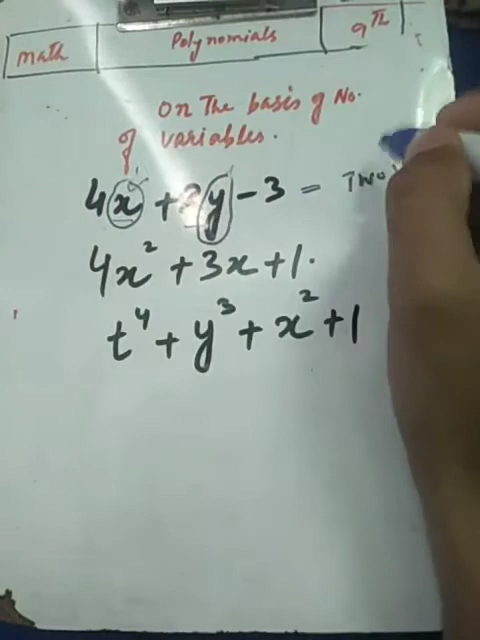 math Polynomials 9th
On The basis of No.
of variables.
4x + y - 3 = Two
4x² + 3x + 1.
t⁴ + y³ + x² + 1